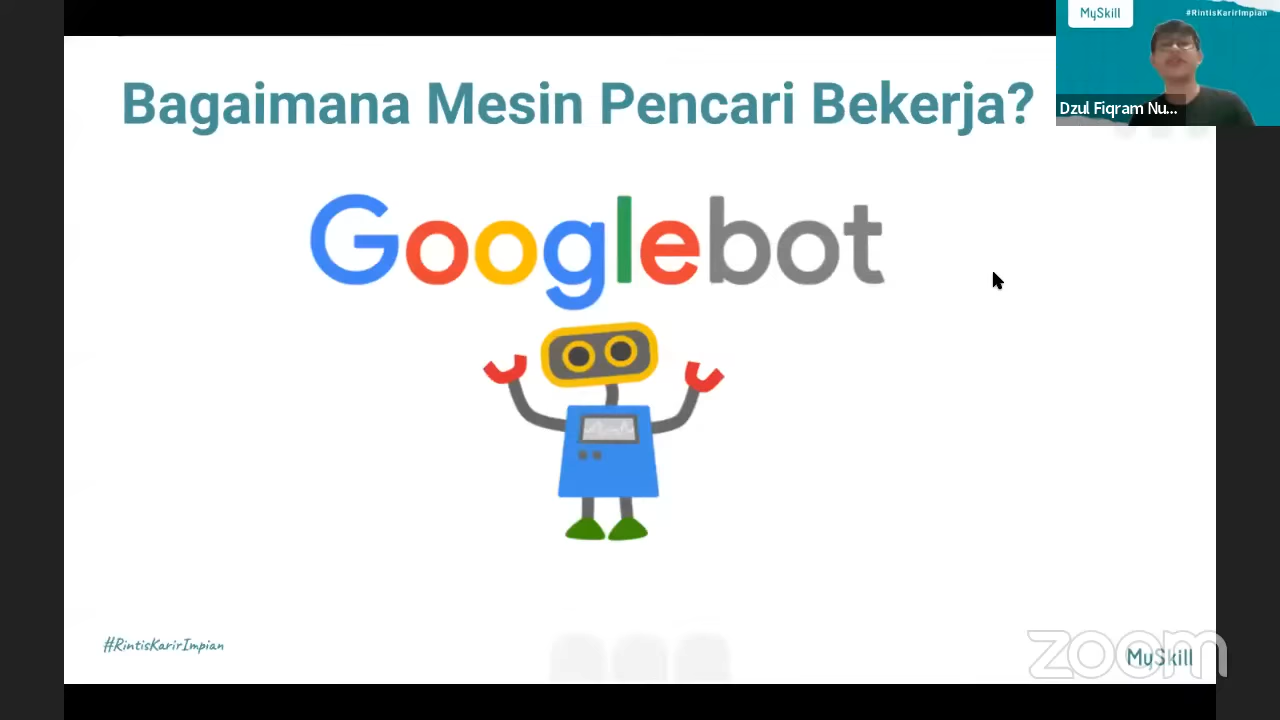 MySkill
#RintisKarirImpian
Bagaimana Mesin Pencari Bekerja?
Dzul Fiqram Nu...
Googlebot
#RintisKarirImpian
zoom
MySkill